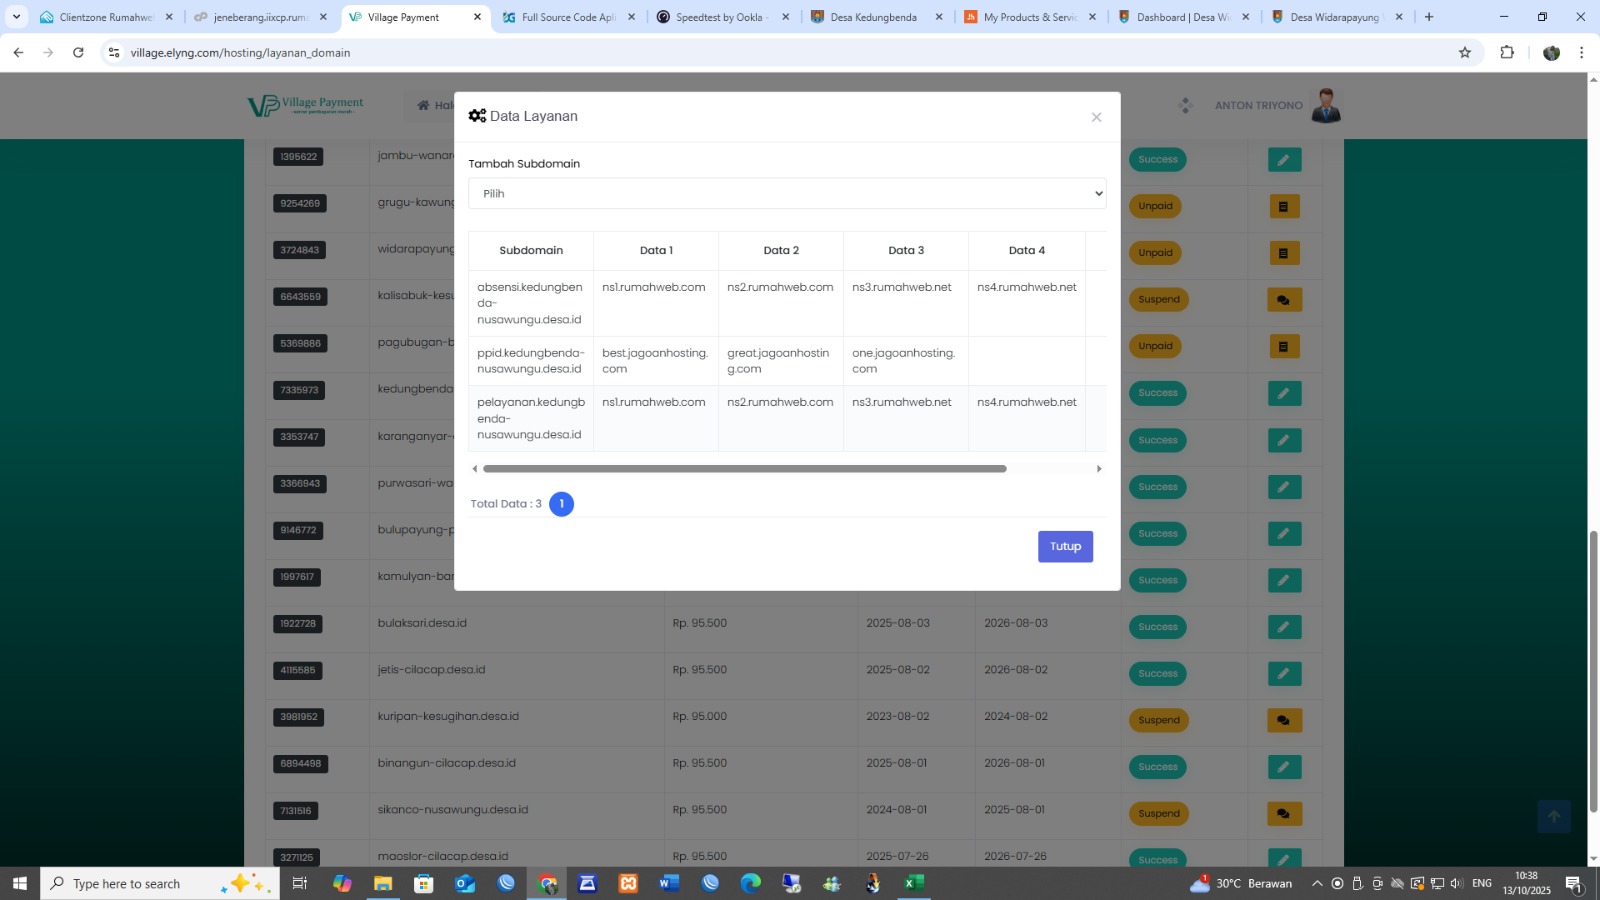 Clientzone Rumahwe
jeneberang.iixcp.rum
Village Payment
Full Source Code Apl
Speedtest by Ookla -
Desa Kedungbenda
My Products & Servic
Dashboard | Desa Wi
Desa Widarapayung
village.elyng.com/hosting/layanan_domain
Village Payment
Hal
ANTON TRIYONO
Data Layanan
Tambah Subdomain
Pilih
Subdomain Data 1 Data 2 Data 3 Data 4
absensi.kedungben
da-
nusawungu.desa.id
ns1.rumahweb.com ns2.rumahweb.com ns3.rumahweb.net ns4.rumahweb.net
ppid.kedungbenda-
nusawungu.desa.id
best.jagoanhosting.
com
great.jagoanhostin
g.com
one.jagoanhosting.
com
pelayanan.kedungb
enda-
nusawungu.desa.id
ns1.rumahweb.com ns2.rumahweb.com ns3.rumahweb.net ns4.rumahweb.net
Total Data : 3 1
Tutup
1395622 jambu-wanar Success
9254269 grugu-kawung Unpaid
3724843 widarapayung Unpaid
6643559 kalisabuk-kesu Suspend
5369886 pagubugan-b Unpaid
7335973 kedungbenda Success
3353747 karanganyar- Success
3366943 purwasari-wa Success
9146772 bulupayung-p Success
1997617 kamulyan-bar Success
1922728 bulaksari.desa.id Rp. 95.500 2025-08-03 2026-08-03 Success
4115585 jetis-cilacap.desa.id Rp. 95.500 2025-08-02 2026-08-02 Success
3981952 kuripan-kesugihan.desa.id Rp. 95.000 2023-08-02 2024-08-02 Suspend
6894498 binangun-cilacap.desa.id Rp. 95.500 2025-08-01 2026-08-01 Success
7131516 sikanco-nusawungu.desa.id Rp. 95.500 2024-08-01 2025-08-01 Suspend
3271125 maoslor-cilacap.desa.id Rp. 95.500 2025-07-26 2026-07-26 Success
Type here to search
30°C Berawan
ENG
10:38
13/10/2025
1